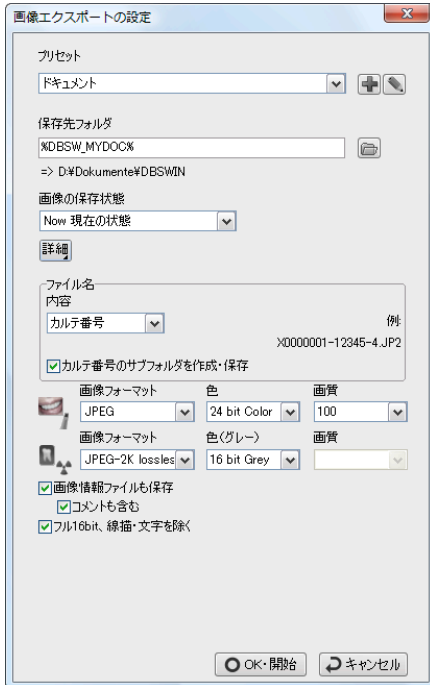 画像エクスポートの設定
プリセット
ドキュメント
保存先フォルダ
%DBSW_MYDOC%
=> D:¥Dokumente¥DBSWIN
画像の保存状態
Now 現在の状態
詳細
ファイル名
内容
カルテ番号
例:
X0000001-12345-4.JP2
カルテ番号のサブフォルダを作成・保存
画像フォーマット 色 画質
JPEG 24 bit Color 100
画像フォーマット 色(グレー) 画質
JPEG-2K lossles 16 bit Grey
画像情報ファイルも保存
コメントも含む
フル16bit、線描・文字を除く
OK・開始 キャンセル